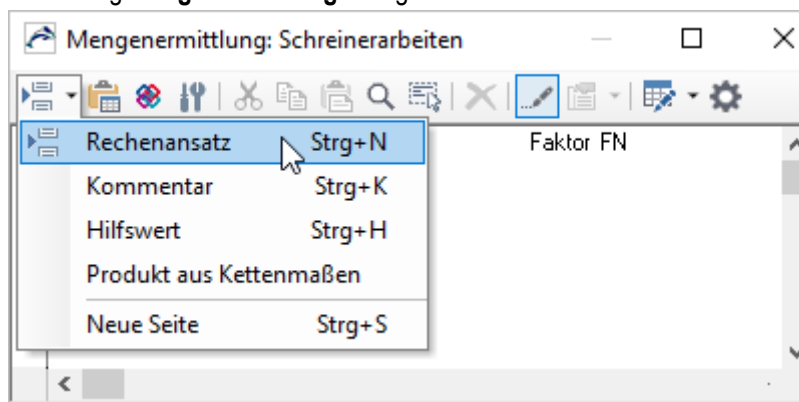 Mengenermittlung: Schreinerarbeiten
Rechenansatz Strg+N
Faktor FN
Kommentar Strg+K
Hilfswert Strg+H
Produkt aus Kettenmaßen
Neue Seite Strg+S